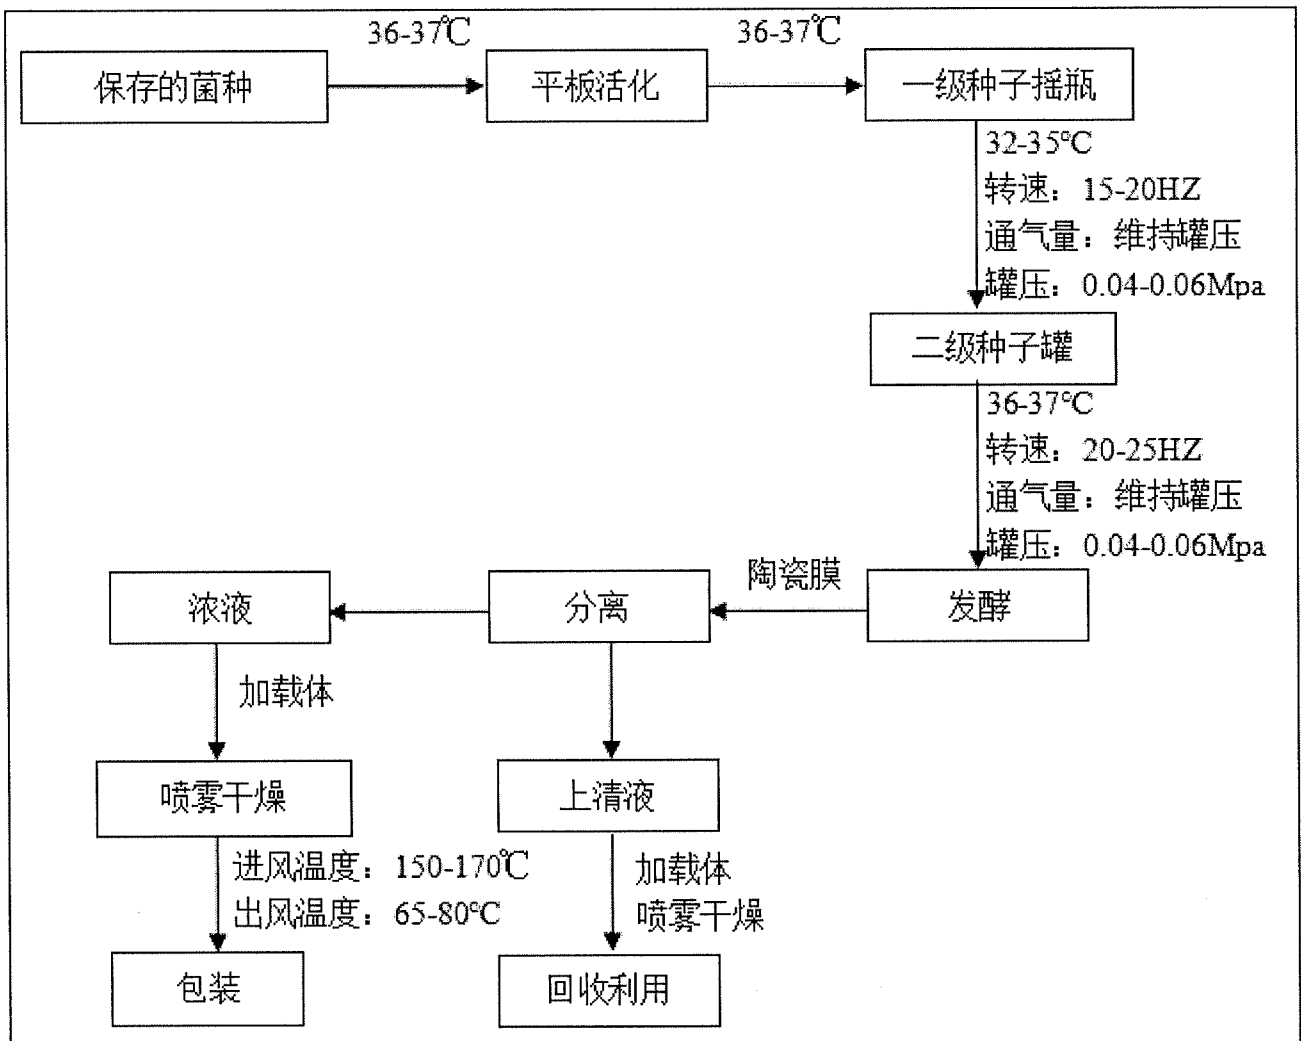 36-37℃
36-37℃
保存的菌种
平板活化
一级种子摇瓶
32-35℃
转速：15-20HZ
通气量：维持罐压
罐压：0.04-0.06Mpa
二级种子罐
36-37℃
转速：20-25HZ
通气量：维持罐压
罐压：0.04-0.06Mpa
陶瓷膜
浓液
分离
发酵
加载体
喷雾干燥
上清液
进风温度：150-170℃
出风温度：65-80℃
加载体
喷雾干燥
包装
回收利用